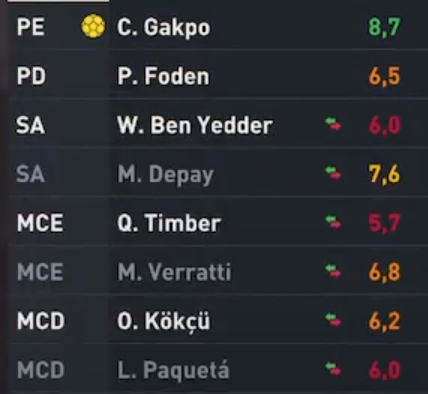 PE C. Gakpo 8,7
PD P. Foden 6,5
SA W. Ben Yedder 6,0
SA M. Depay 7,6
MCE Q. Timber 5,7
MCE M. Verratti 6,8
MCD O. Kökçü 6,2
MCD L. Paquetá 6,0